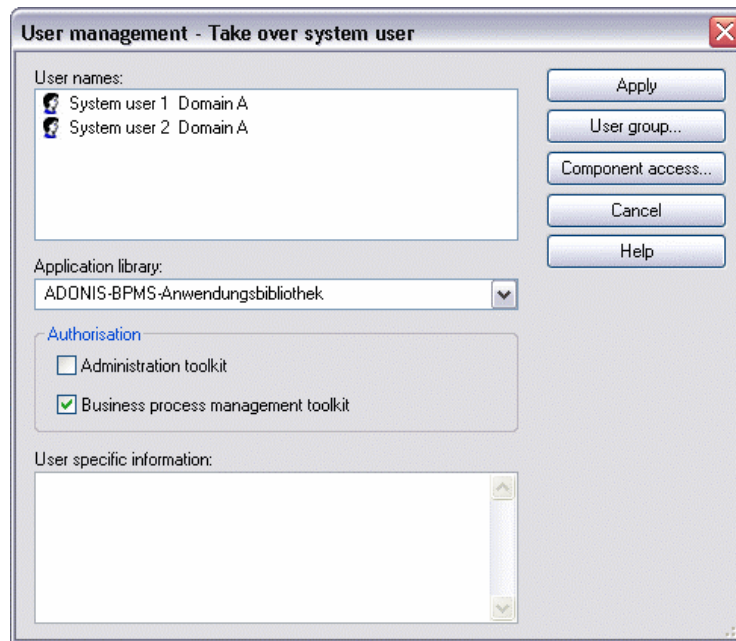 User management - Take over system user
User names:
System user 1 Domain A
System user 2 Domain A
Apply
User group...
Component access...
Cancel
Help
Application library:
ADONIS-BPMS-Anwendungsbibliothek
Authorisation
Administration toolkit
Business process management toolkit
User specific information: